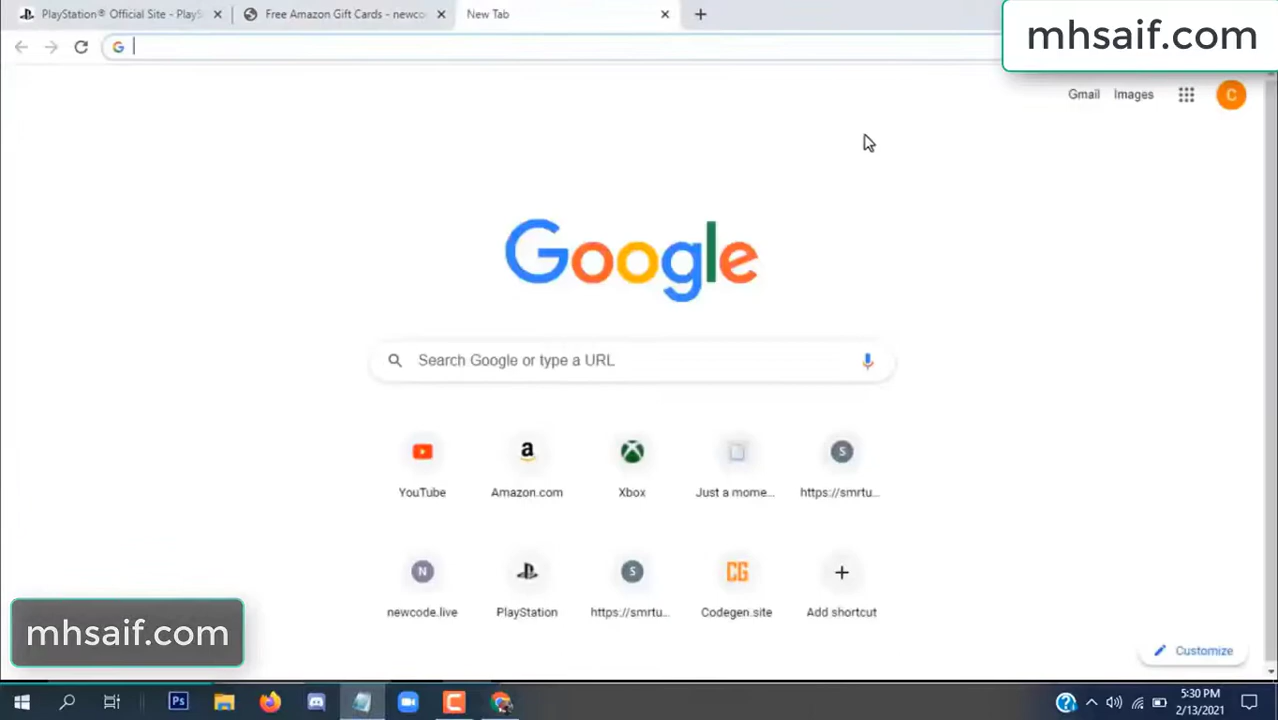 PlayStation® Official Site - PlayS
Free Amazon Gift Cards - newco
New Tab
mhsaif.com
Gmail
Images
C
Google
Search Google or type a URL
a
S
YouTube
Amazon.com
Xbox
Just a mome...
https://smrtu...
N
S
CG
newcode.live
PlayStation
https://smrtu...
Codegen.site
Add shortcut
mhsaif.com
Customize
Ps
5:30 PM
2/13/2021